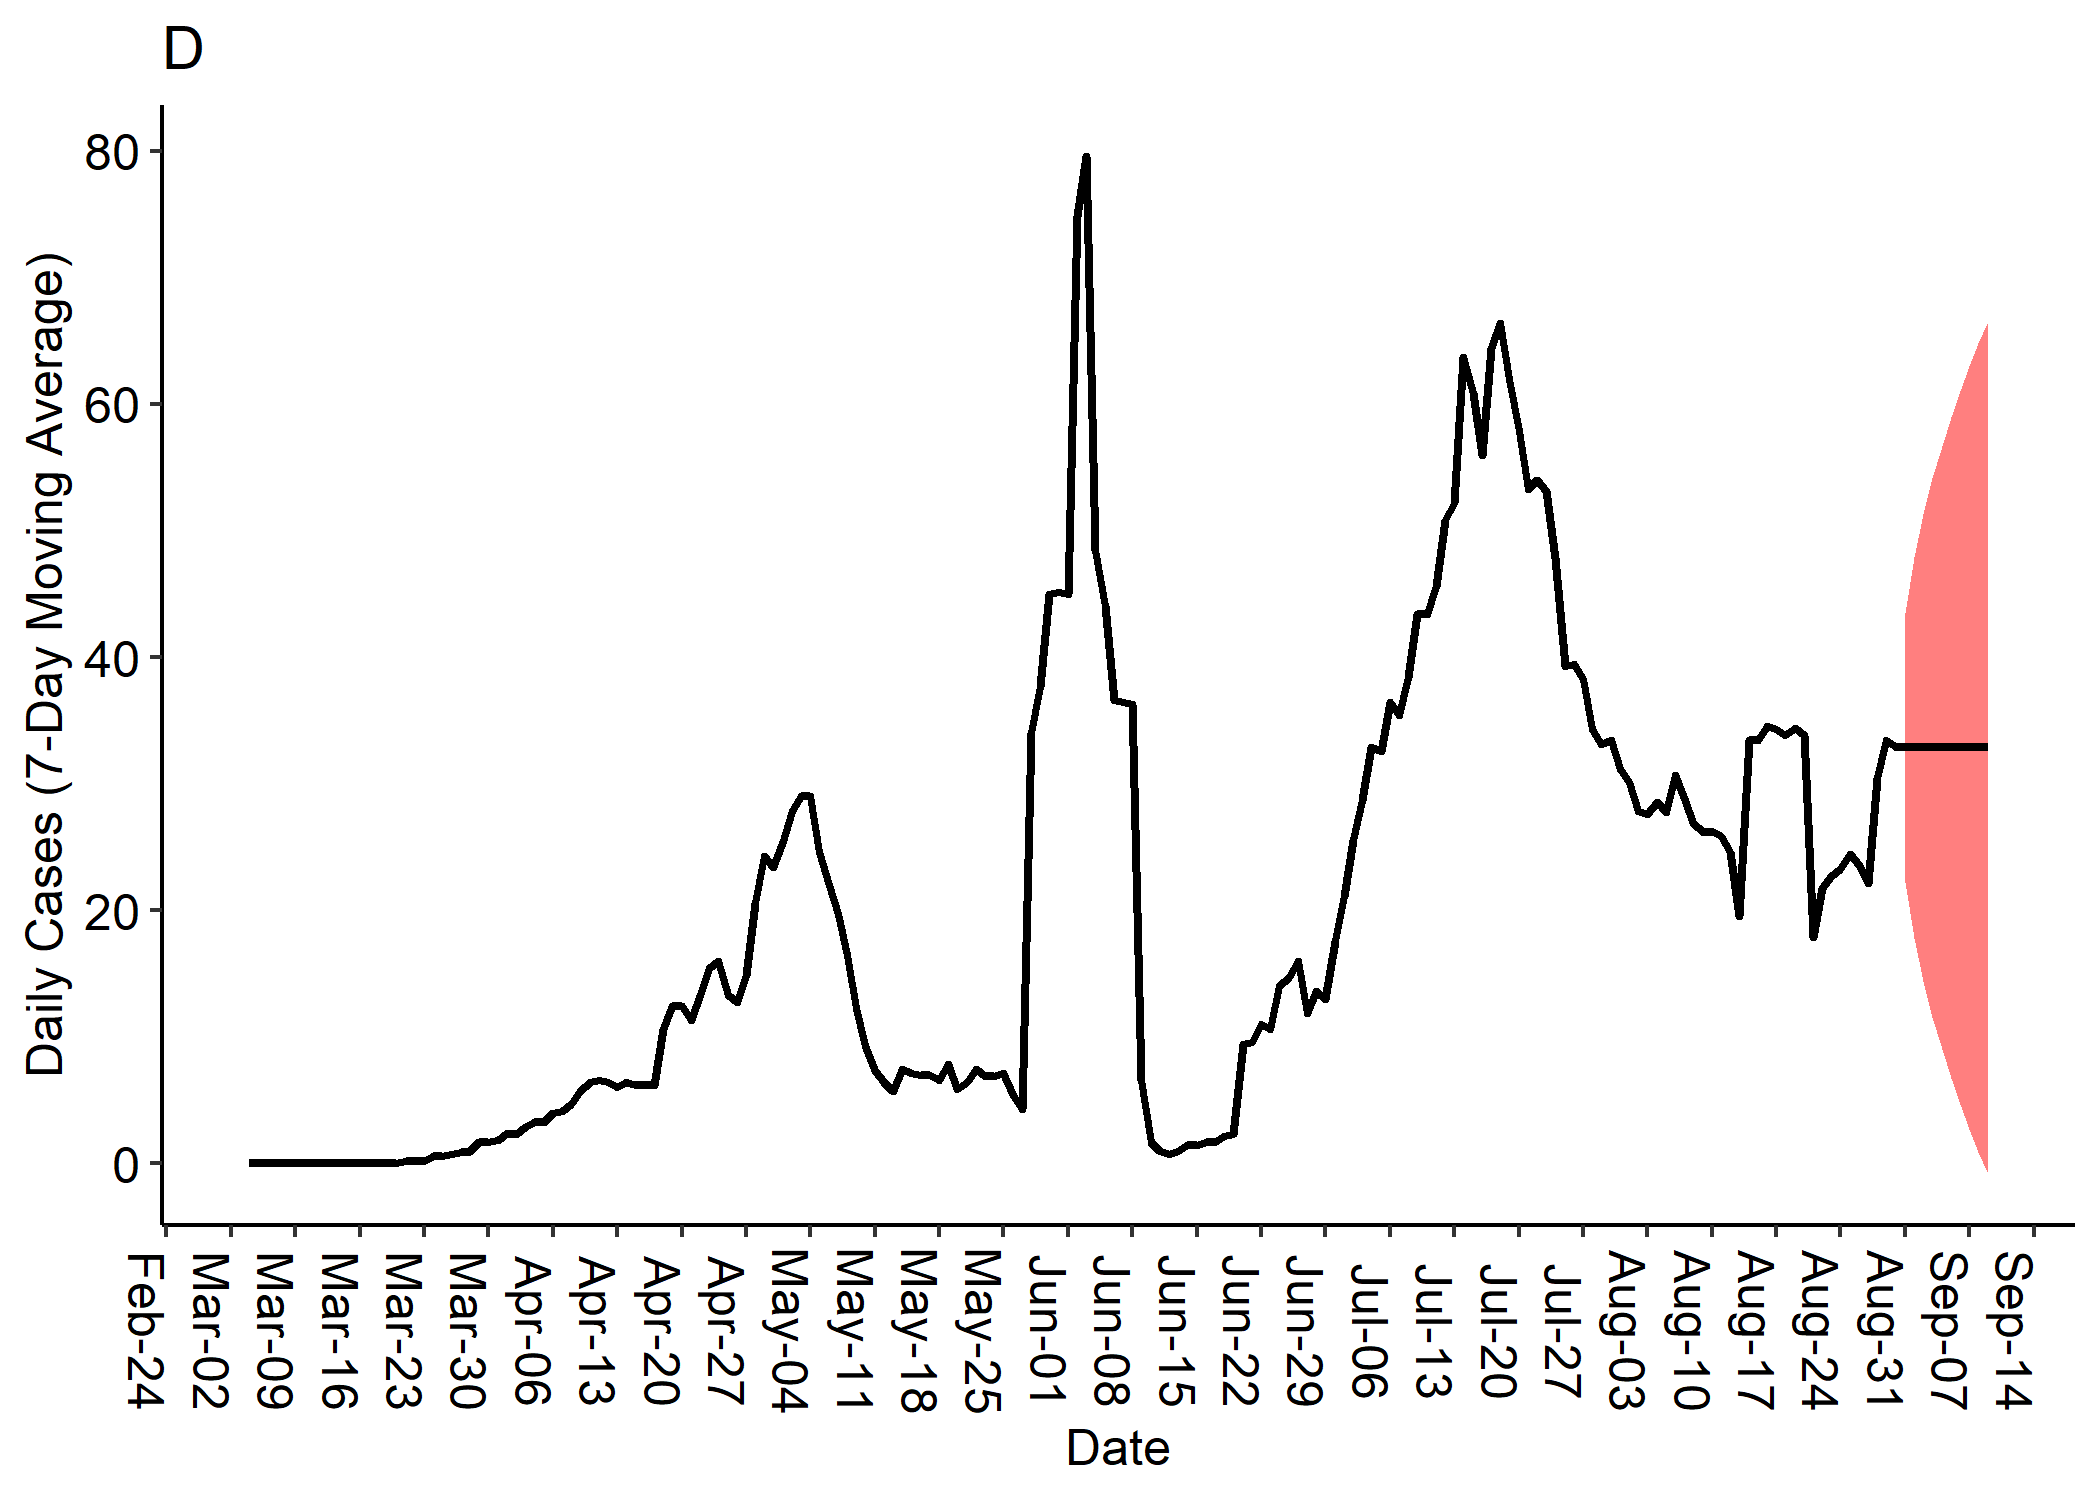 D
Daily Cases (7-Day Moving Average)
80
60
40
20
0
Feb-24
Mar-02
Mar-09
Mar-16
Mar-23
Mar-30
Apr-06
Apr-13
Apr-20
Apr-27
May-04
May-11
May-18
May-25
Jun-01
Jun-08
Jun-15
Jun-22
Jun-29
Jul-06
Jul-13
Jul-20
Jul-27
Aug-03
Aug-10
Aug-17
Aug-24
Aug-31
Sep-07
Sep-14
Date